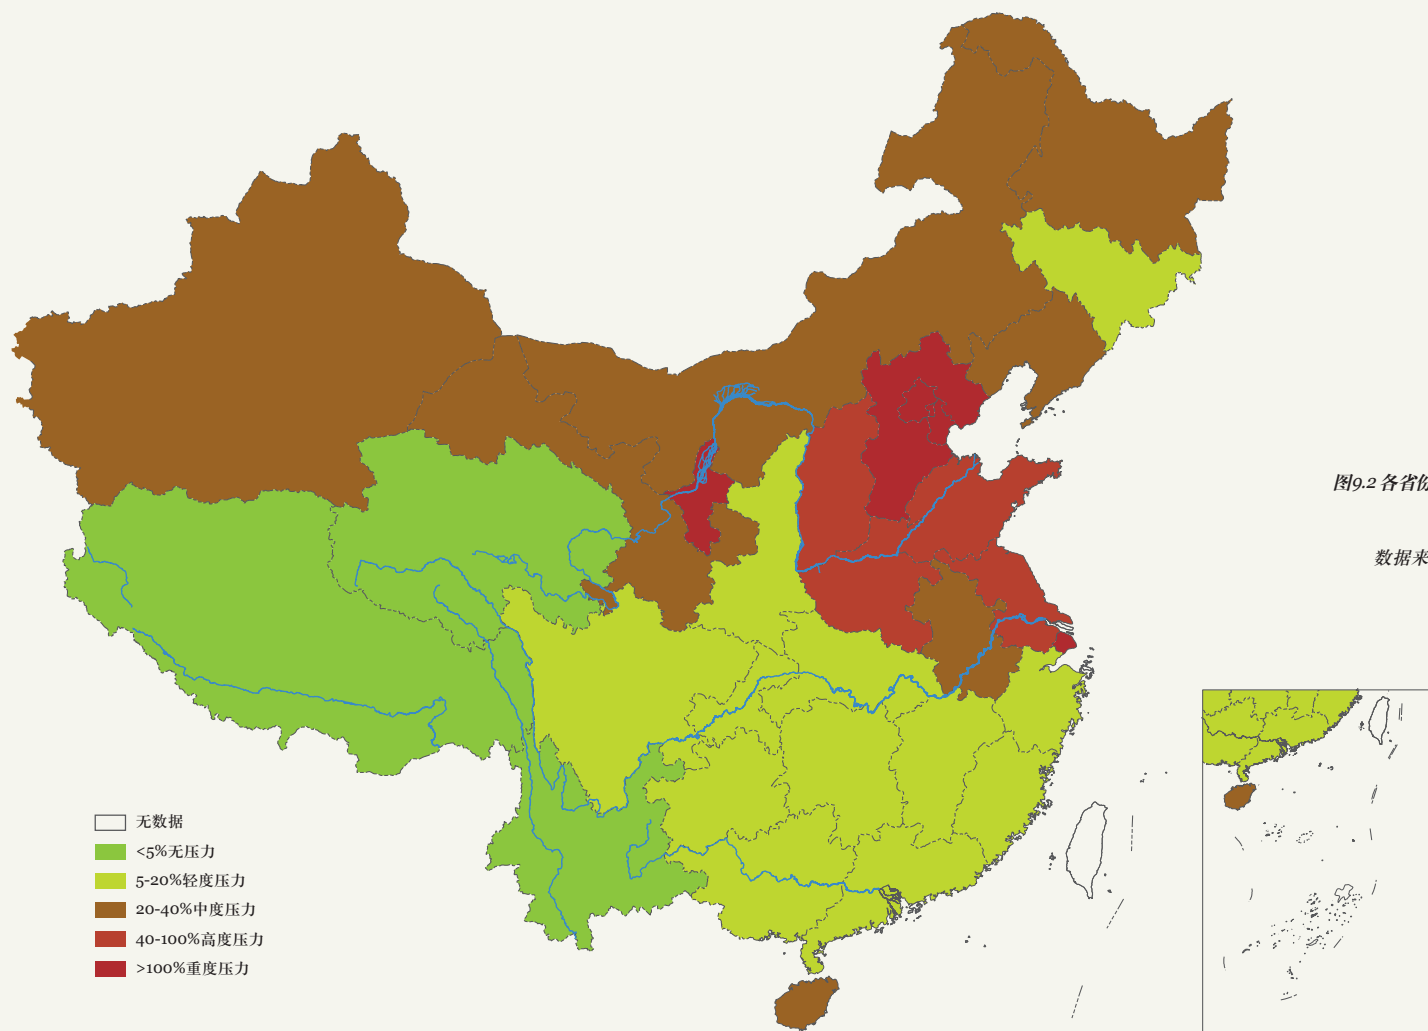 图9.2 各省份
数据来
无数据
<5%无压力
5-20%轻度压力
20-40%中度压力
40-100%高度压力
>100%重度压力